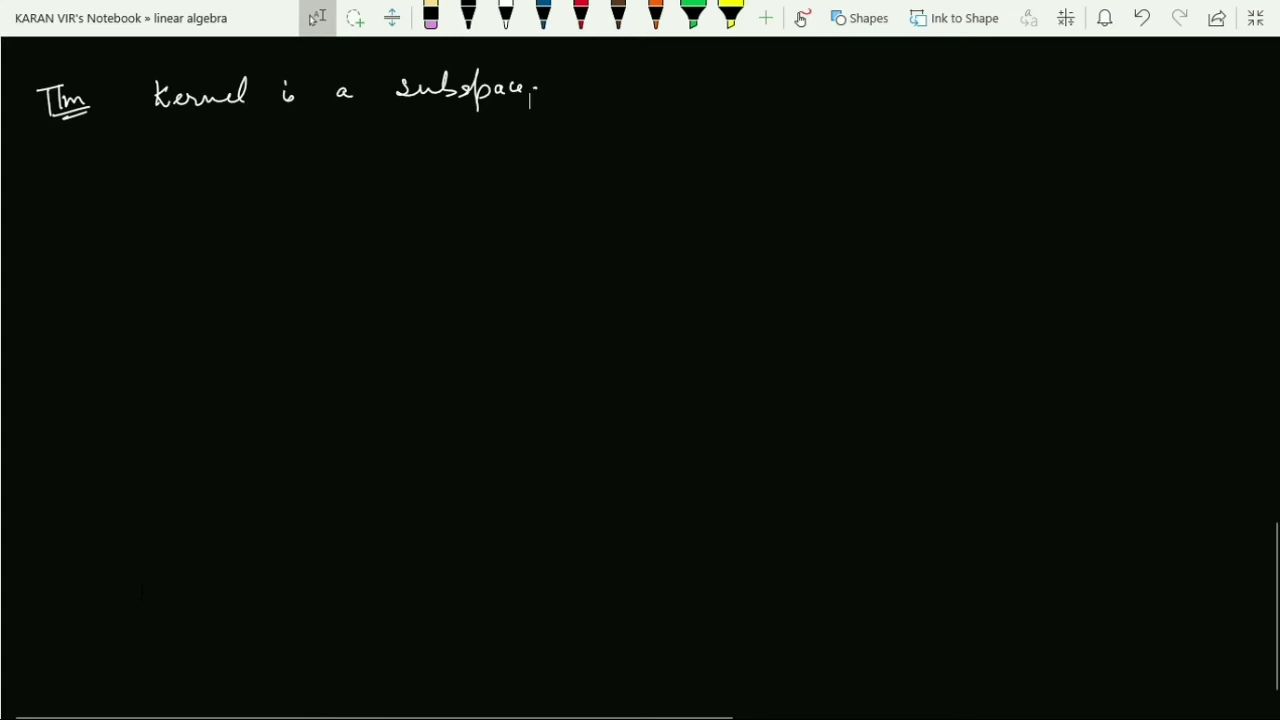 KARAN VIR's Notebook » linear algebra
Shapes
Ink to Shape
Thm Kernel is a subspace.